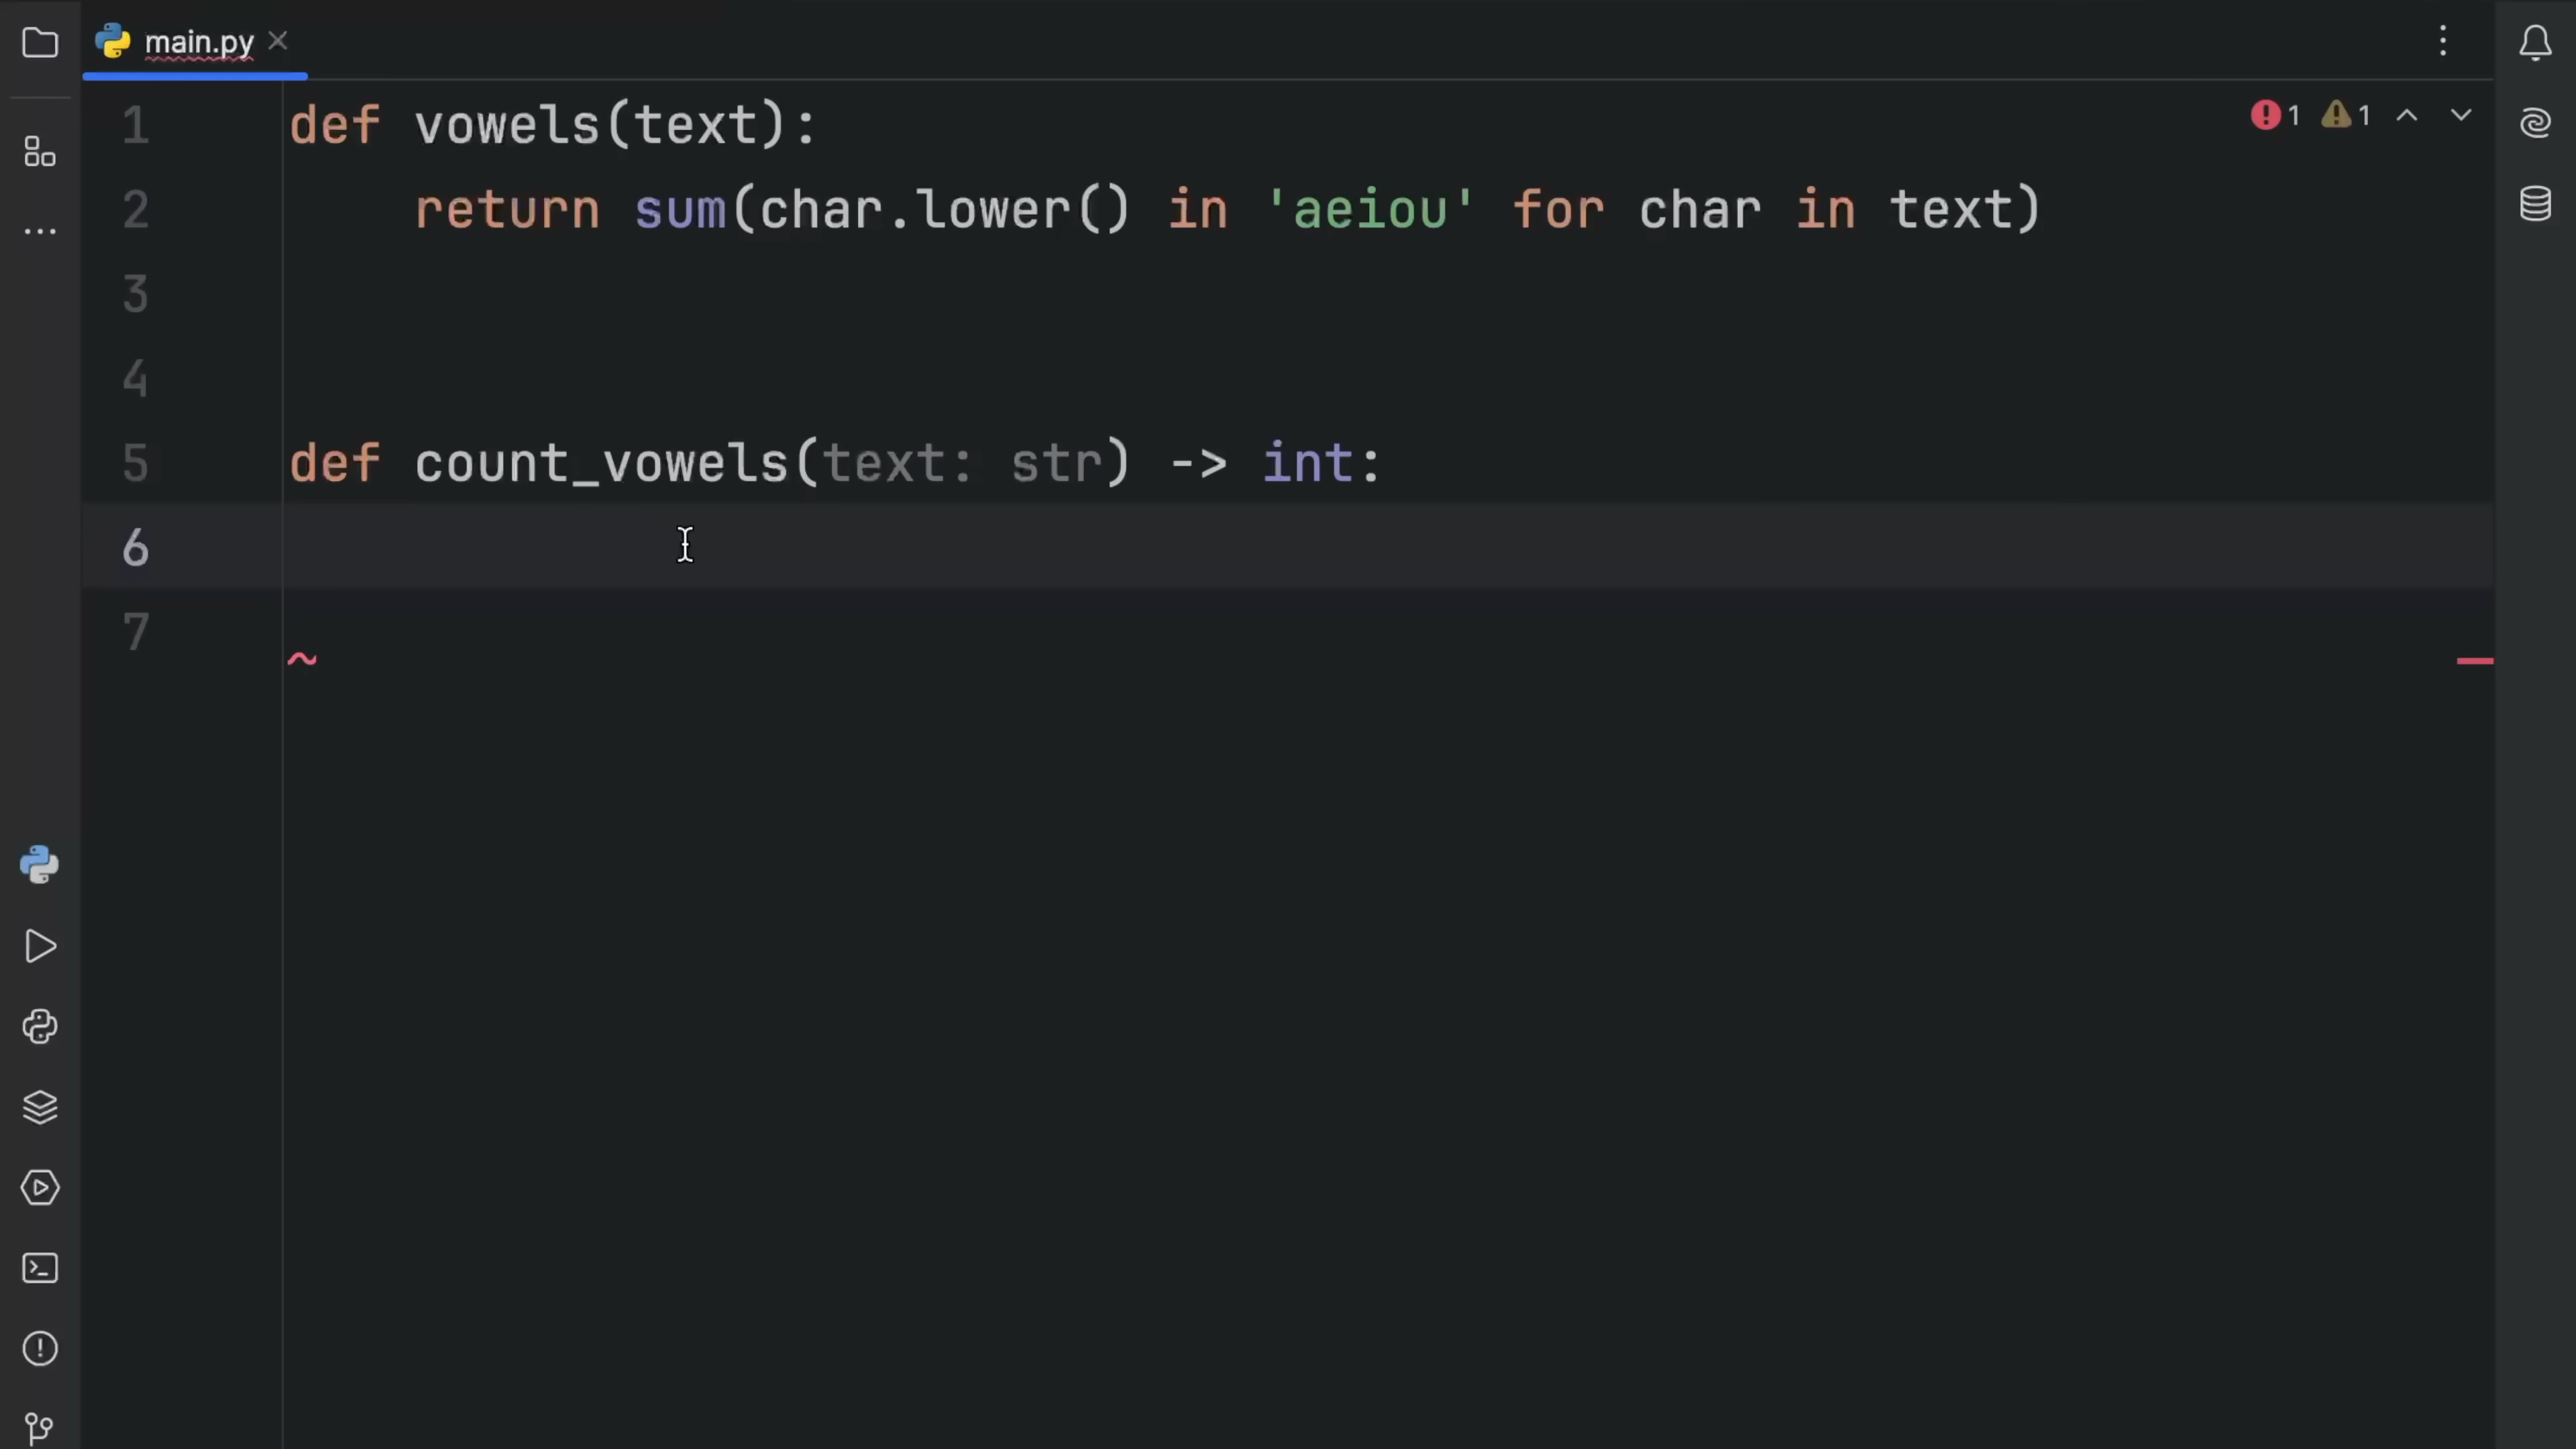 main.py
1 def vowels(text): 1 1
2 return sum(char.lower() in 'aeiou' for char in text)
3
4
5 def count_vowels(text: str) -> int:
6
7